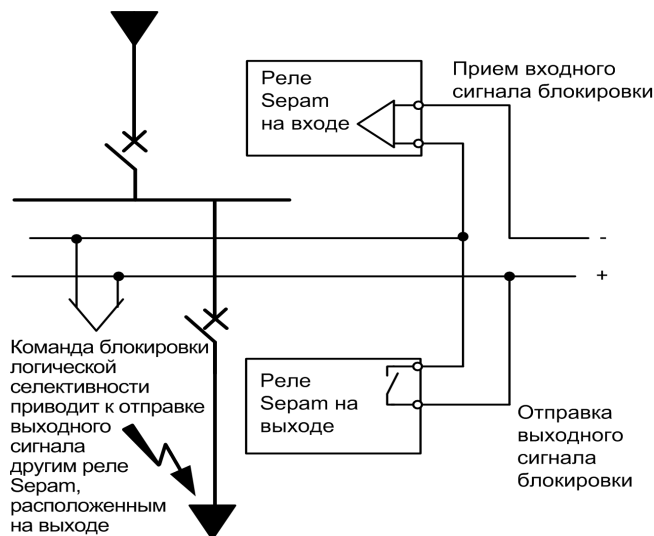 Реле
Sepam
на входе
Прием входного
сигнала блокировки
-
+
Команда блокировки
логической
селективности
приводит к отправке
выходного
сигнала
другим реле
Sepam,
расположенным
на выходе
Реле
Sepam на
выходе
Отправка
выходного
сигнала
блокировки